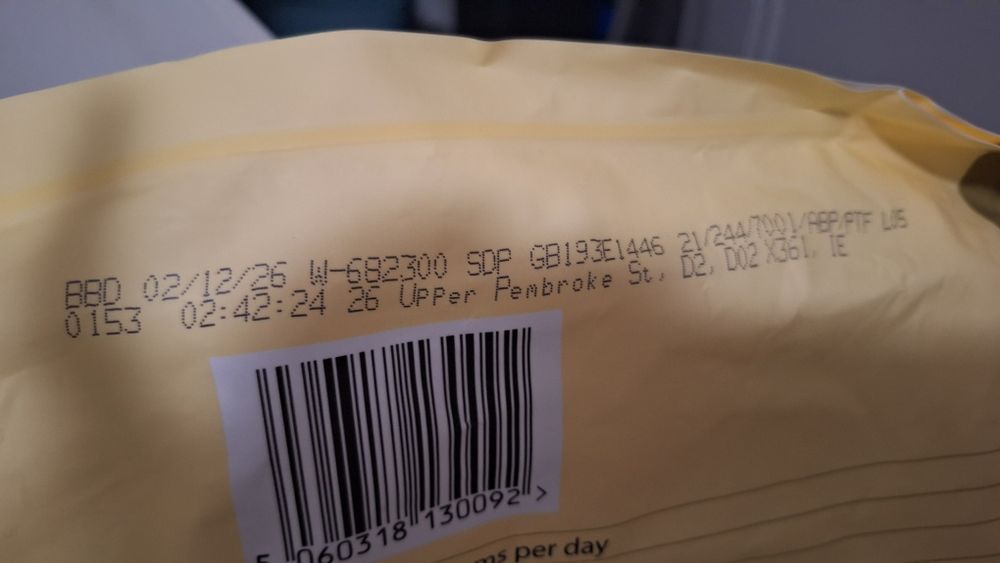 BBD 02/12/26 W-682300 SDP GB193E1446 21/244/7001/ABP/PTF L05
0153 02:42:24 26 Upper Pembroke St, D2, D02 X361, IE
5 060318 130092 >
per day